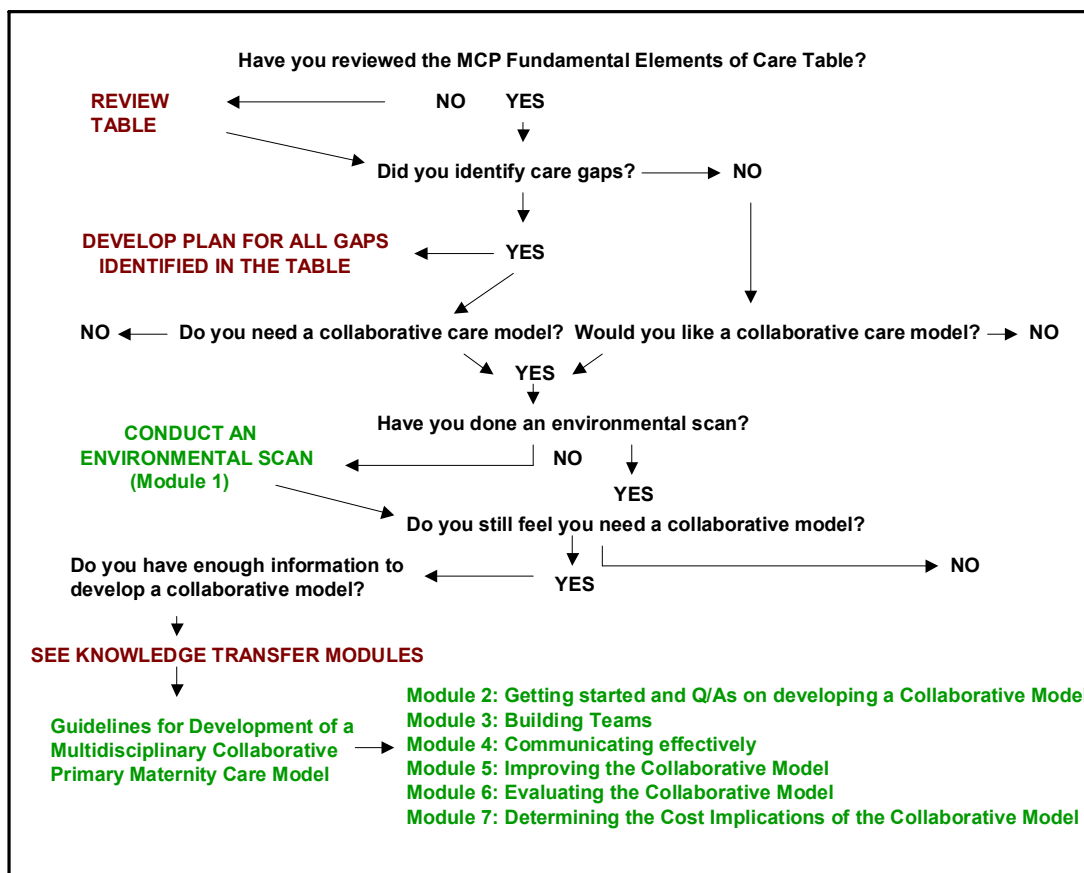 Have you reviewed the MCP Fundamental Elements of Care Table?
REVIEW
TABLE
NO YES
Did you identify care gaps? NO
DEVELOP PLAN FOR ALL GAPS
IDENTIFIED IN THE TABLE
YES
NO Do you need a collaborative care model? Would you like a collaborative care model? NO
YES
Have you done an environmental scan?
CONDUCT AN
ENVIRONMENTAL SCAN
(Module 1)
NO
YES
Do you still feel you need a collaborative model?
Do you have enough information to
develop a collaborative model?
YES
NO
SEE KNOWLEDGE TRANSFER MODULES
Guidelines for Development of a
Multidisciplinary Collaborative
Primary Maternity Care Model
Module 2: Getting started and Q/As on developing a Collaborative Model
Module 3: Building Teams
Module 4: Communicating effectively
Module 5: Improving the Collaborative Model
Module 6: Evaluating the Collaborative Model
Module 7: Determining the Cost Implications of the Collaborative Model